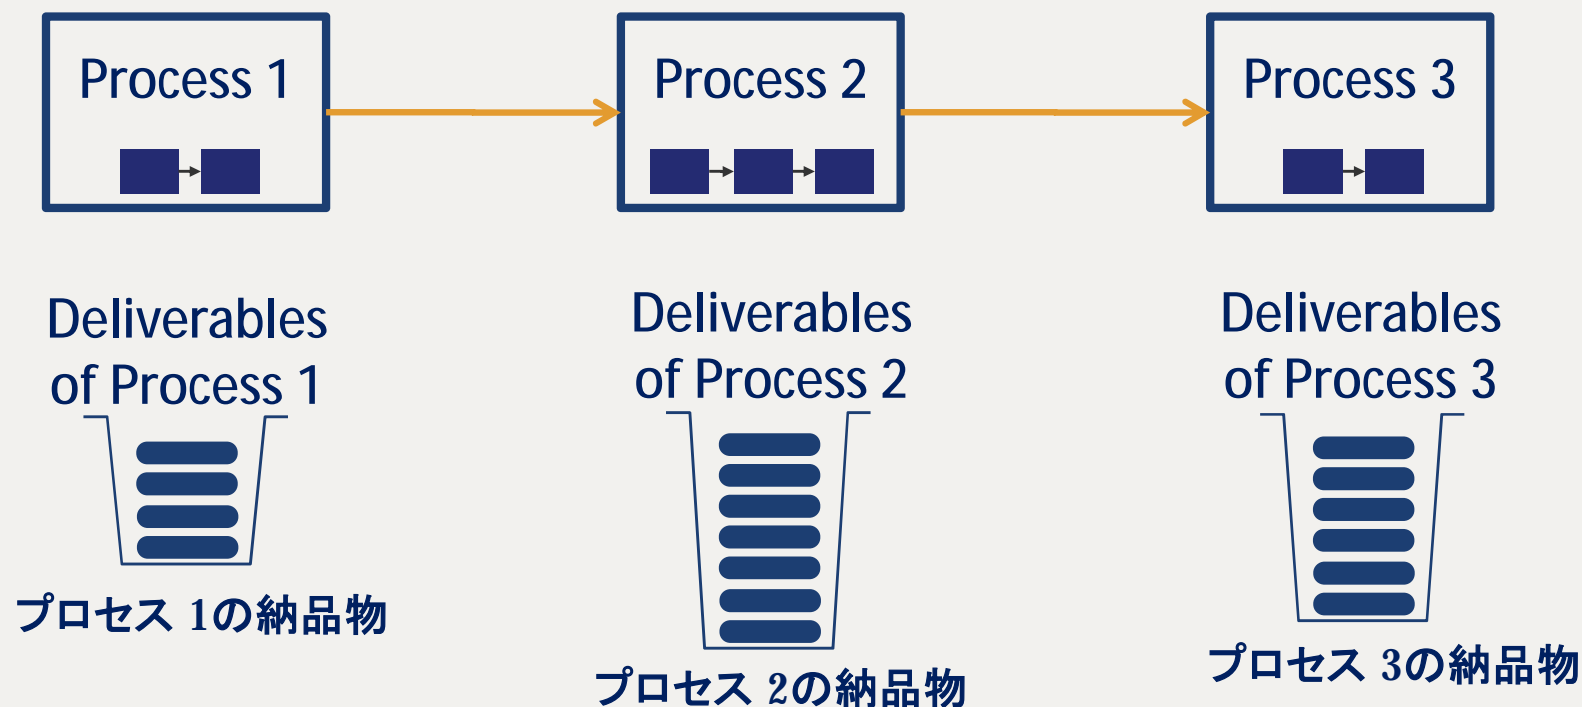 Process 1
Process 2
Process 3
Deliverables
of Process 1
Deliverables
of Process 2
Deliverables
of Process 3
プロセス 1の納品物
プロセス 2の納品物
プロセス 3の納品物